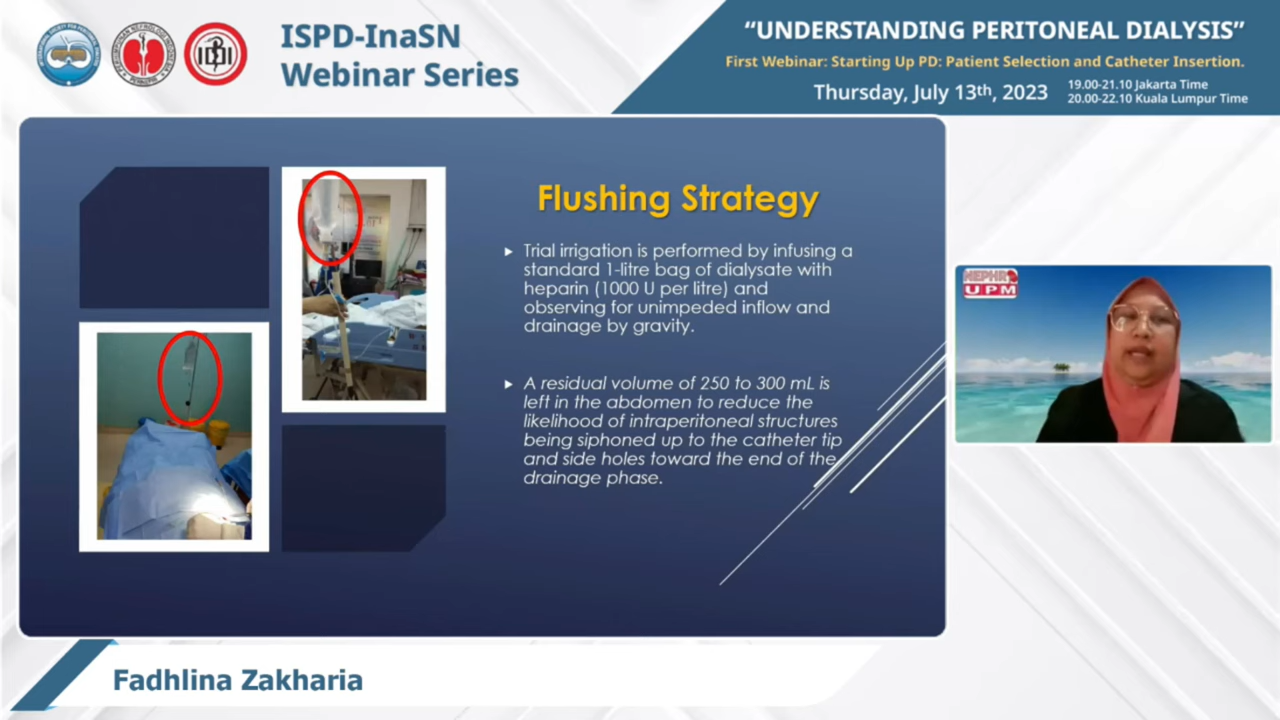 ISPD-InaSN
Webinar Series
“UNDERSTANDING PERITONEAL DIALYSIS”
First Webinar: Starting Up PD: Patient Selection and Catheter Insertion.
Thursday, July 13th, 2023
19.00-21.10 Jakarta Time
20.00-22.10 Kuala Lumpur Time
Flushing Strategy
Trial irrigation is performed by infusing a
standard 1-litre bag of dialysate with
heparin (1000 U per litre) and
observing for unimpeded inflow and
drainage by gravity.
A residual volume of 250 to 300 mL is
left in the abdomen to reduce the
likelihood of intraperitoneal structures
being siphoned up to the catheter tip
and side holes toward the end of the
drainage phase.
NEPHRO
UPM
Fadhlina Zakharia